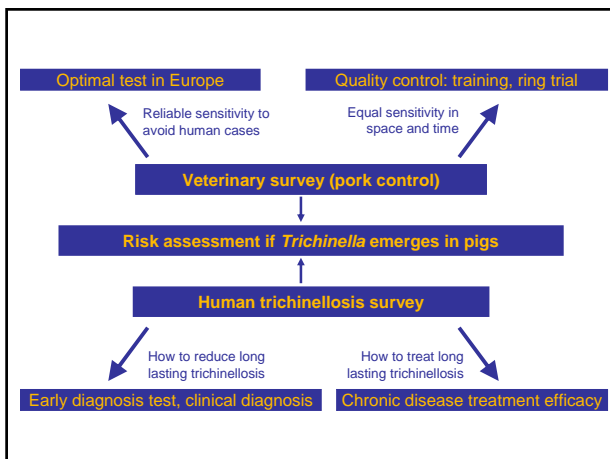 Optimal test in Europe
Quality control: training, ring trial
Reliable sensitivity to
avoid human cases
Equal sensitivity in
space and time
Veterinary survey (pork control)
Risk assessment if Trichinella emerges in pigs
Human trichinellosis survey
How to reduce long
lasting trichinellosis
How to treat long
lasting trichinellosis
Early diagnosis test, clinical diagnosis
Chronic disease treatment efficacy